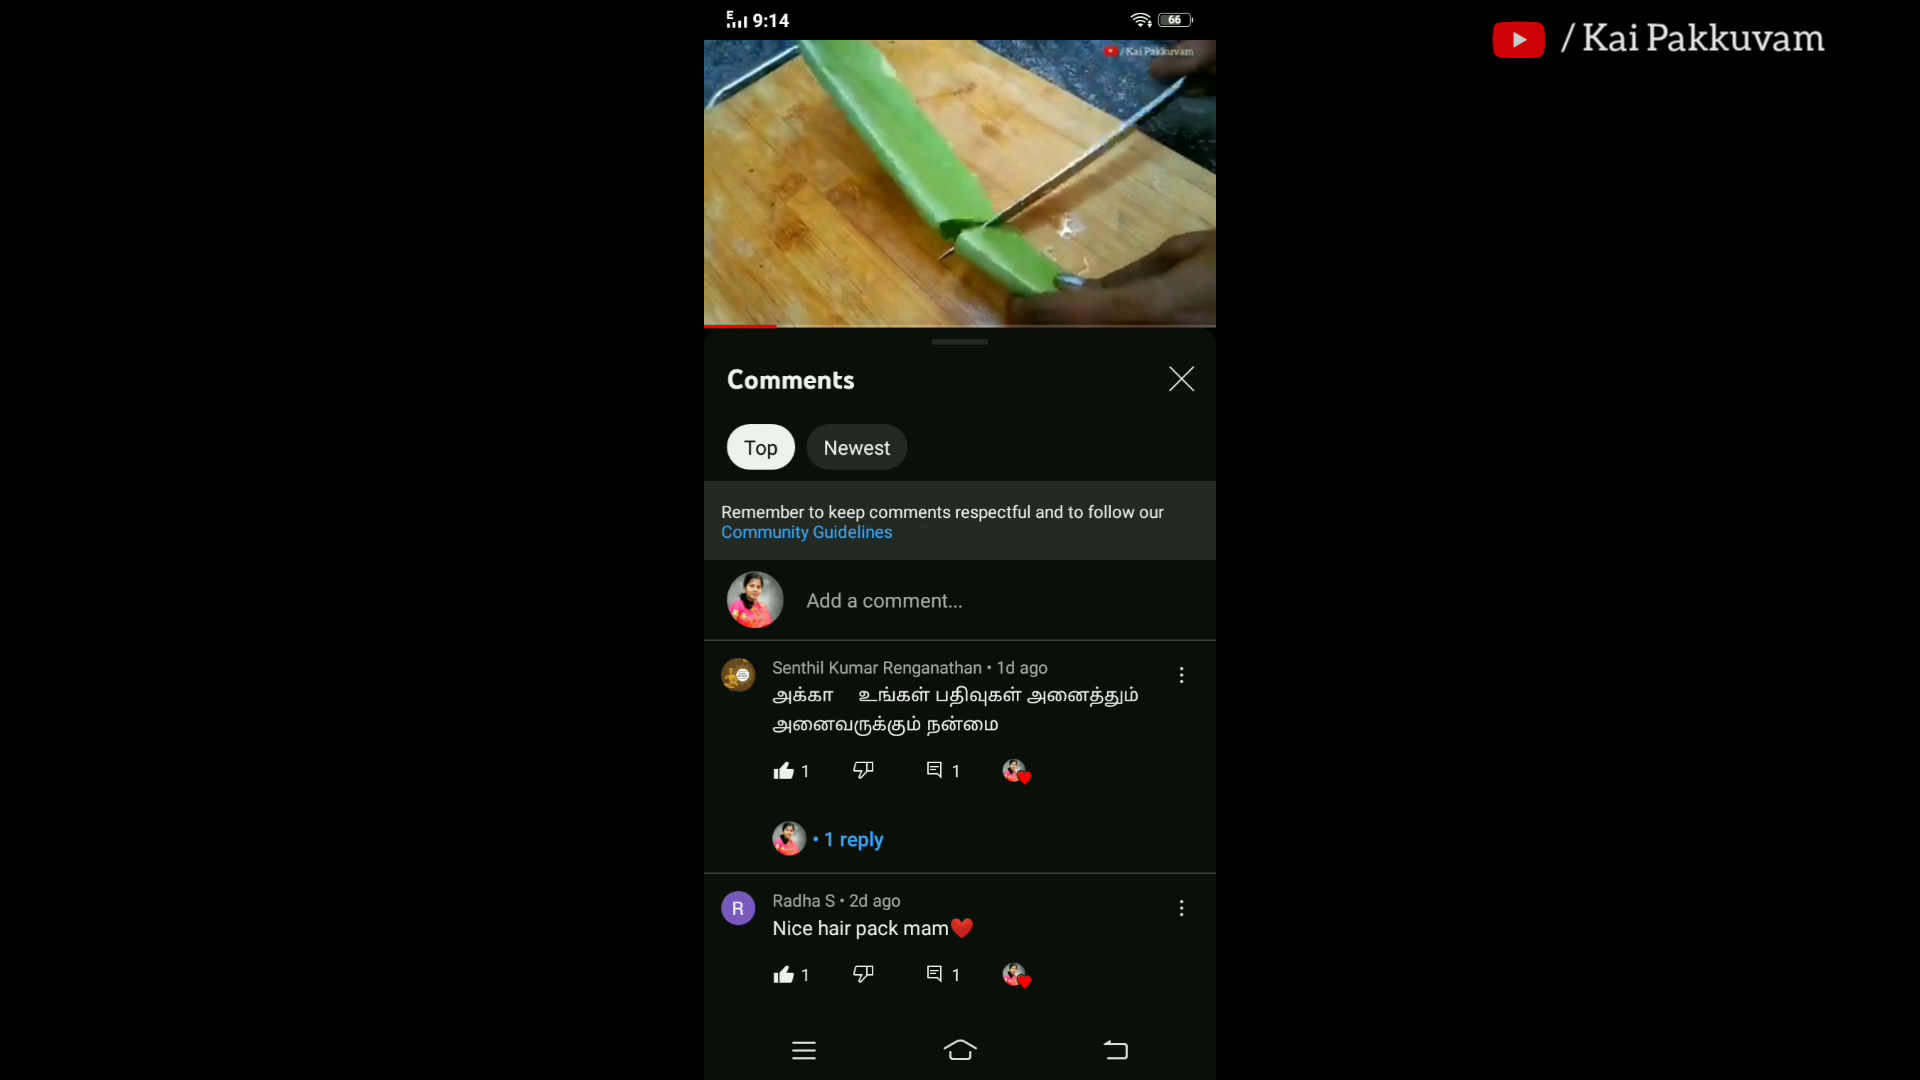 9:14
66
/ Kai Pakkuvam
/ Kai Pakkuvam
Comments
Top
Newest
Remember to keep comments respectful and to follow our
Community Guidelines
Add a comment...
Senthil Kumar Renganathan • 1d ago
அக்கா உங்கள் பதிவுகள் அனைத்தும்
அனைவருக்கும் நன்மை
1
1
• 1 reply
R
Radha S • 2d ago
Nice hair pack mam❤️
1
1